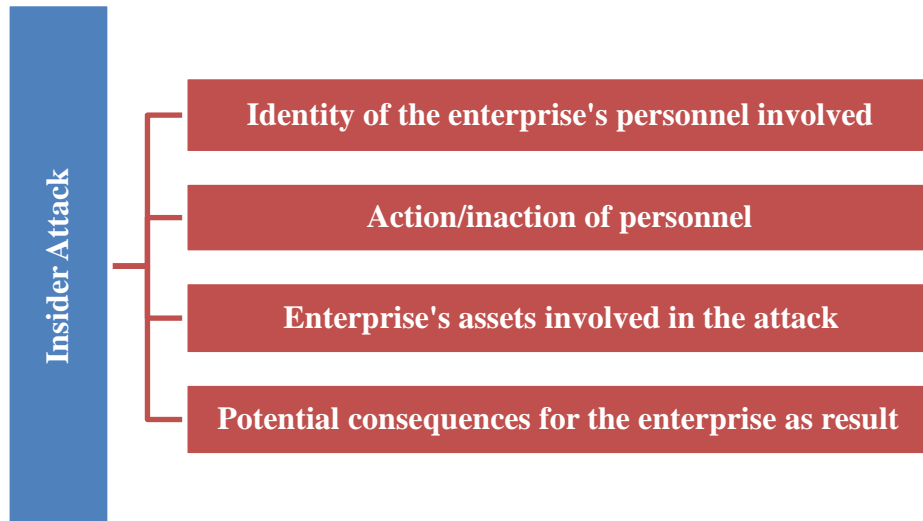 Insider Attack
Identity of the enterprise's personnel involved
Action/inaction of personnel
Enterprise's assets involved in the attack
Potential consequences for the enterprise as result